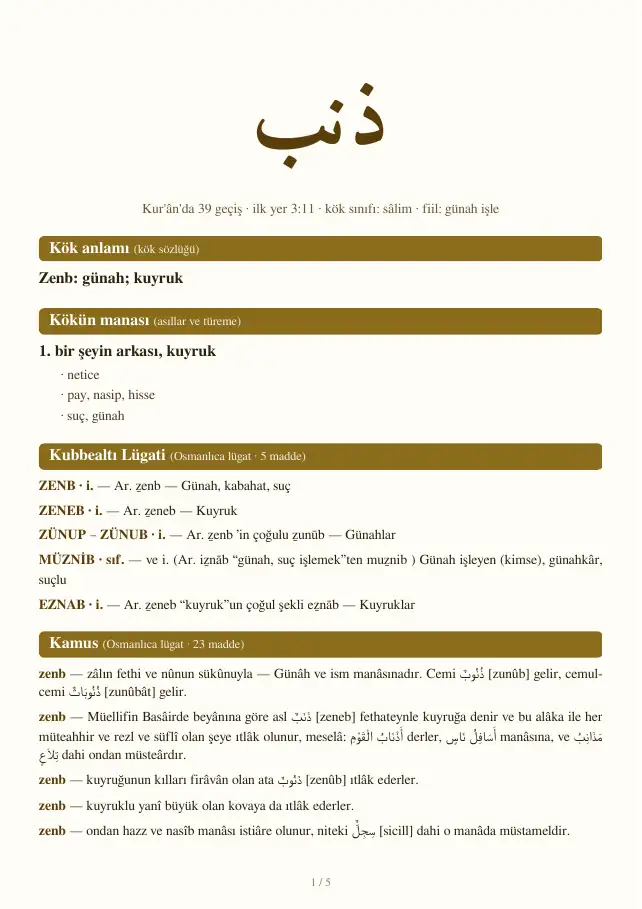 ذنب
Kur'ân'da 39 geçiş · ilk yer 3:11 · kök sınıfı: sâlim · fiil: günah işle
Kök anlamı (kök sözlüğü)
Zenb: günah; kuyruk
Kökün manası (asıllar ve türeme)
1. bir şeyin arkası, kuyruk
· netice
· pay, nasip, hisse
· suç, günah
Kubbealtı Lügati (Osmanlıca lügat · 5 madde)
ZENB · i. — Ar. ẕenb — Günah, kabahat, suç
ZENEB · i. — Ar. ẕeneb — Kuyruk
ZÜNUP – ZÜNUB · i. — Ar. ẕenb 'in çoğulu ẕunūb — Günahlar
MÜZNİB · sıf. — ve i. (Ar. iẕnāb “günah, suç işlemek”ten muẕnib ) Günah işleyen (kimse), günahkâr,
suçlu
EZNAB · i. — Ar. ẕeneb “kuyruk”un çoğul şekli eẕnāb — Kuyruklar
Kamus (Osmanlıca lügat · 23 madde)
zenb — zâlın fethi ve nûnun sükûnuyla — Günâh ve ism manâsınadır. Cemi ذُنُوبٌ [zunûb] gelir, cemul-
cemi ذُنُوبَاتٌ [zunûbât] gelir.
zenb — Müellifin Basâirde beyânına göre asl ذَنَبٌ [zeneb] fethateynle kuyruğa denir ve bu alâka ile her
müteahhir ve rezl ve süflî olan şeye ıtlâk olunur, meselâ: أَذْنَابُ الْقَوْمِ derler, أَسَافِلُ نَاسٍ manâsına, ve مَذَانِبُ
تِلاَعٍ dahi ondan müsteârdır.
zenb — kuyruğunun kılları firâvân olan ata ذَنُوبٌ [zenûb] ıtlâk ederler.
zenb — kuyruklu yanî büyük olan kovaya da ıtlâk ederler.
zenb — ondan hazz ve nasîb manâsı istiâre olunur, niteki سِجِلٌّ [sicill] dahi o manâda müstameldir.
1 / 5